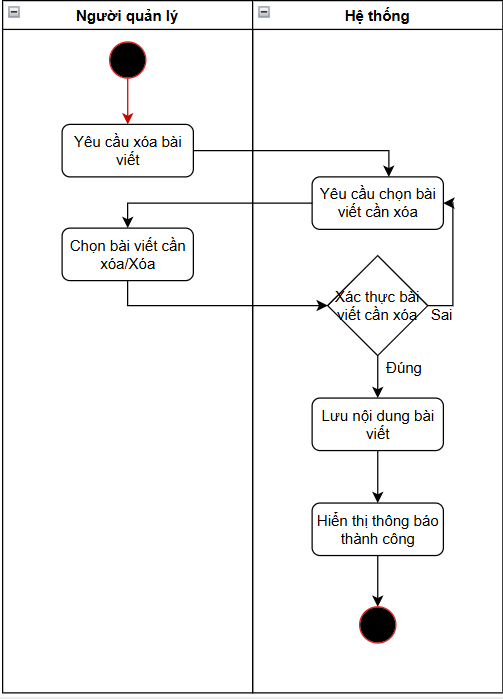 Người quản lý
Hệ thống
Yêu cầu xóa bài
viết
Yêu cầu chọn bài
viết cần xóa
Chọn bài viết cần
xóa/Xóa
Xác thực bài
viết cần xóa
Sai
Đúng
Lưu nội dung bài
viết
Hiển thị thông báo
thành công